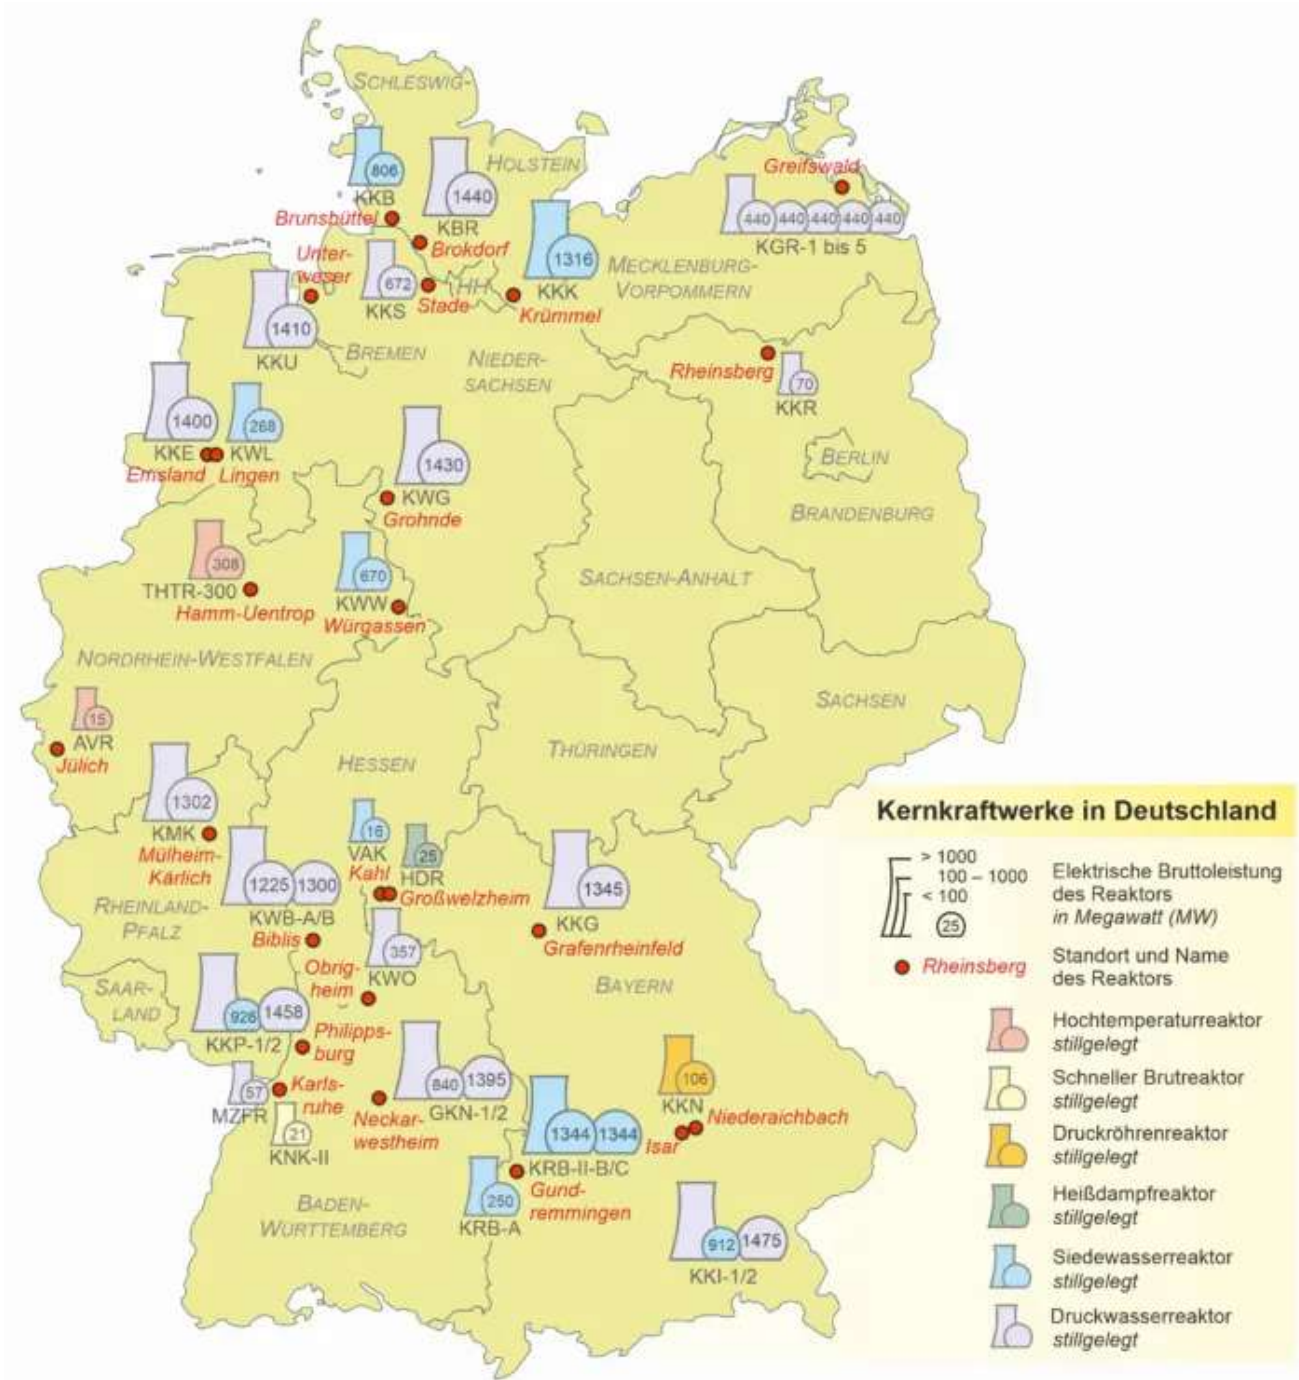 SCHLESWIG-
HOLSTEIN
806
KKB
Brunsbüttel
1440
KBR
Brokdorf
Greifswald
440 440 440 440 440
KGR-1 bis 5
Unter-
weser
1410
KKU
672
KKS
Stade
HH
1316
KKK
Krümmel
MECKLENBURG-
VORPOMMERN
BREMEN
NIEDER-
SACHSEN
Rheinsberg
70
KKR
1400
KKE
Emsland
268
KWL
Lingen
1430
KWG
Grohnde
BERLIN
BRANDENBURG
308
THTR-300
Hamm-Uentrop
670
KWW
Würgassen
SACHSEN-ANHALT
NORDRHEIN-WESTFALEN
SACHSEN
15
AVR
Jülich
HESSEN
THÜRINGEN
1302
KMK
Mülheim-
Kärlich
16
VAK
Kahl
25
HDR
Großwelzheim
1225 1300
KWB-A/B
Biblis
1345
KKG
Grafenrheinfeld
RHEINLAND-
PFALZ
357
KWO
Obrig-
heim
BAYERN
SAAR-
LAND
926 1458
KKP-1/2
Philipps-
burg
57
MZFR
Karls-
ruhe
21
KNK-II
840 1395
GKN-1/2
Neckar-
westheim
1344 1344
KRB-II-B/C
250
KRB-A
Gund-
remmingen
106
KKN
Niederaichbach
Isar
912 1475
KKI-1/2
BADEN-
WÜRTTEMBERG
Kernkraftwerke in Deutschland
> 1000
100 – 1000
< 100
25
Elektrische Bruttoleistung
des Reaktors
in Megawatt (MW)
Rheinsberg
Standort und Name
des Reaktors
Hochtemperaturreaktor
stillgelegt
Schneller Brutreaktor
stillgelegt
Druckröhrenreaktor
stillgelegt
Heißdampfreaktor
stillgelegt
Siedewasserreaktor
stillgelegt
Druckwasserreaktor
stillgelegt